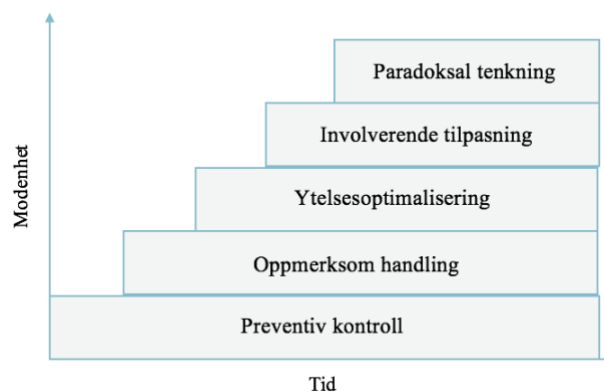 Paradoksal tenkning
Involverende tilpasning
Ytelsesoptimalisering
Oppmerksom handling
Preventiv kontroll
Modenhet
Tid